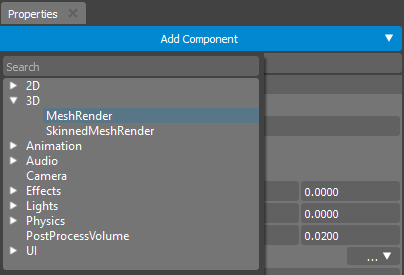 Properties
Add Component
Search
2D
3D
MeshRender
SkinnedMeshRender
Animation
Audio
Camera
Effects
0.0000
Lights
0.0000
Physics
PostProcessVolume
0.0200
UI
...